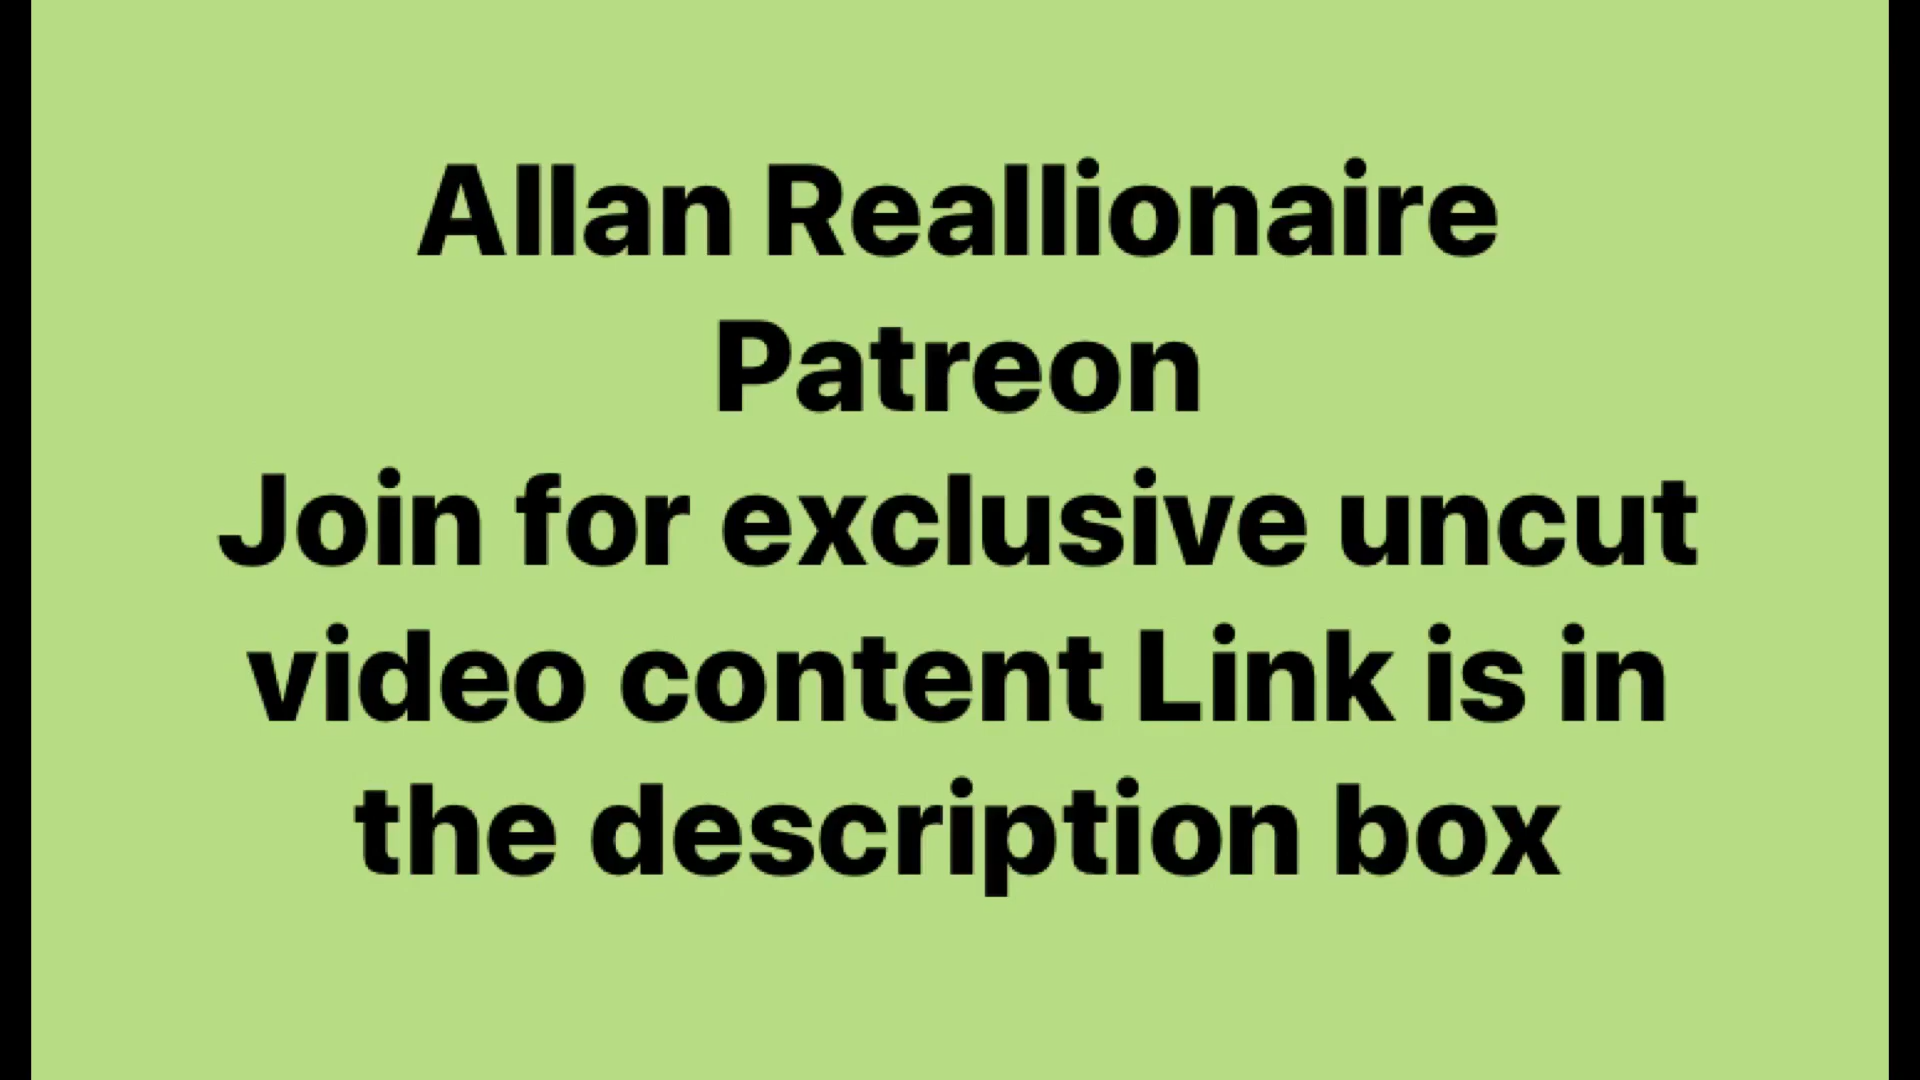 Allan Reallionaire
Patreon
Join for exclusive uncut
video content Link is in
the description box